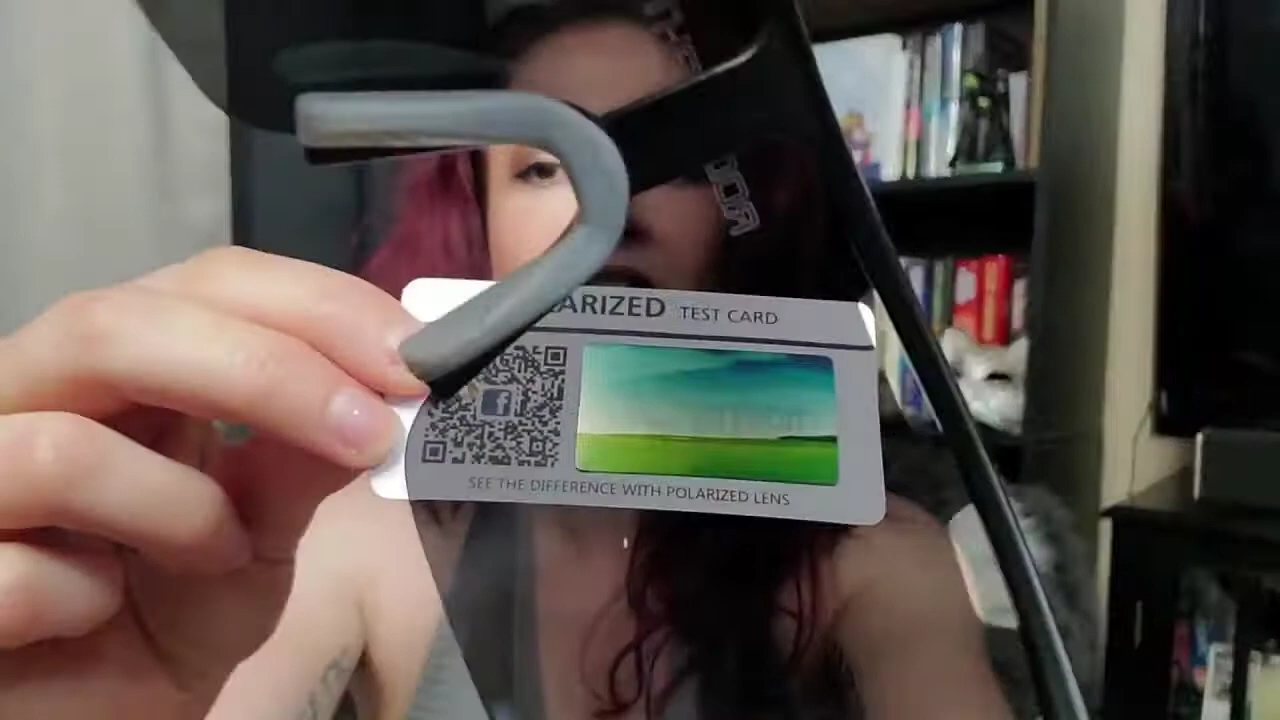 ARIZED TEST CARD
f
SEE THE DIFFERENCE WITH POLARIZED LENS